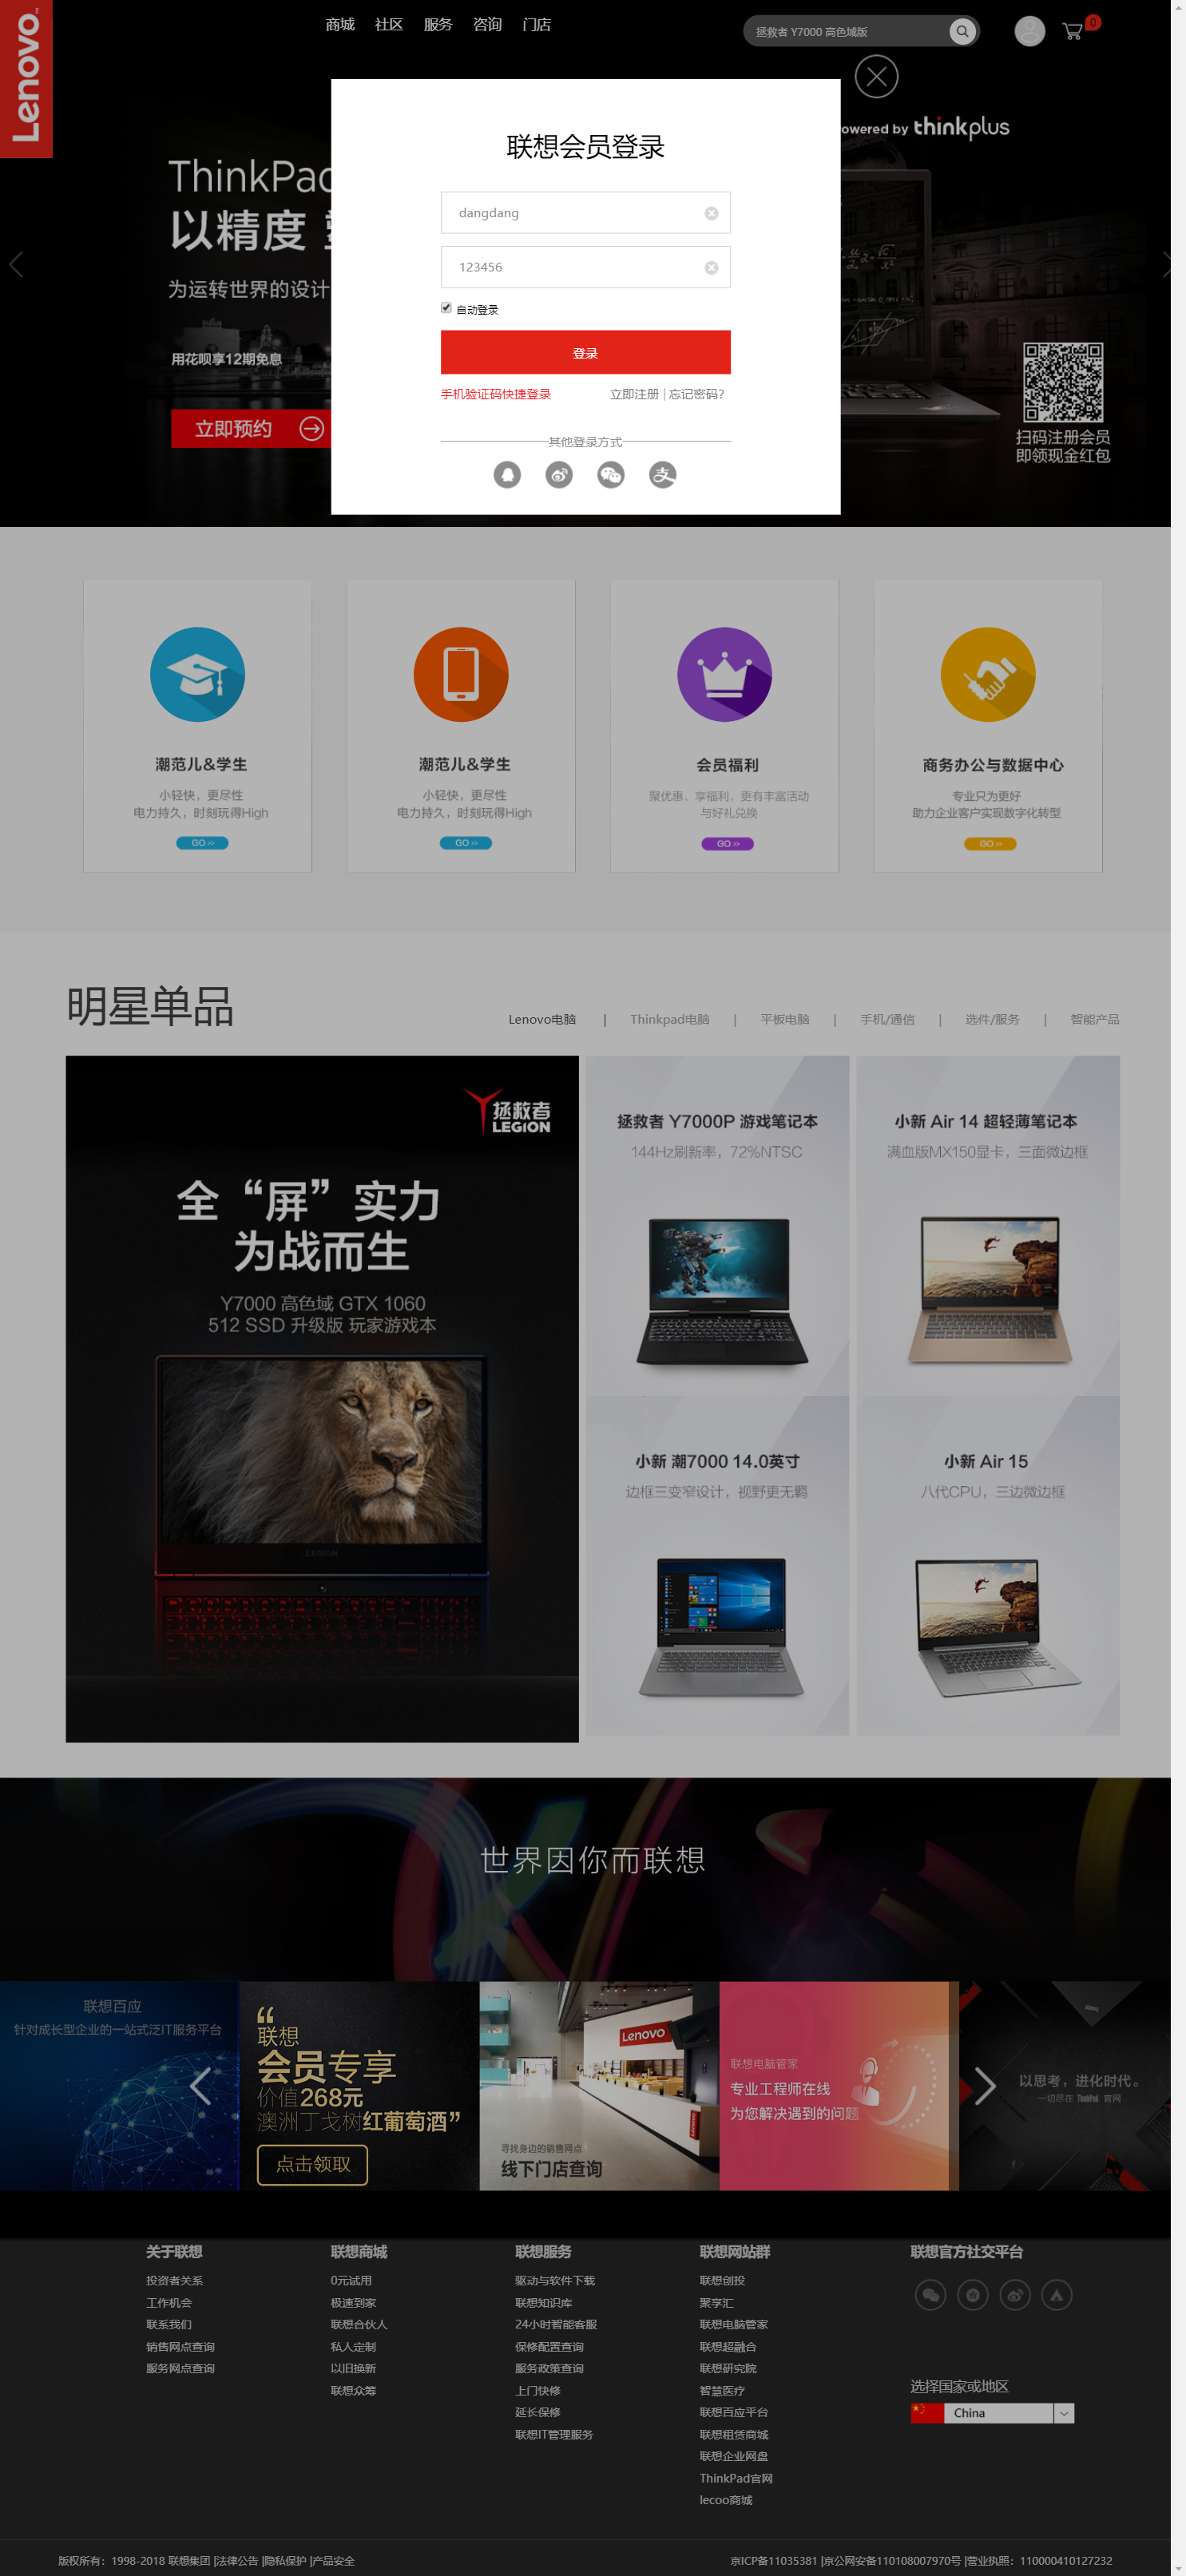 Lenovo
商城 社区 服务 咨询 门店
拯救者 Y7000 高色域版
0
owered by thinkplus
ThinkPad
以精度
为运转世界的设计
用花呗享12期免息
立即预约
扫码注册会员
即领现金红包
联想会员登录
dangdang
123456
自动登录
登录
手机验证码快捷登录 立即注册 | 忘记密码?
其他登录方式
潮范儿&学生
小轻快,更尽性
电力持久,时刻玩得High
GO >>
潮范儿&学生
小轻快,更尽性
电力持久,时刻玩得High
GO >>
会员福利
聚优惠、享福利,更有丰富活动
与好礼兑换
GO >>
商务办公与数据中心
专业只为更好
助力企业客户实现数字化转型
GO >>
明星单品
Lenovo电脑 | Thinkpad电脑 | 平板电脑 | 手机/通信 | 选件/服务 | 智能产品
拯救者
LEGION
全“屏”实力
为战而生
Y7000 高色域 GTX 1060
512 SSD 升级版 玩家游戏本
LEGION
拯救者 Y7000P 游戏笔记本
144Hz刷新率,72%NTSC
小新 Air 14 超轻薄笔记本
满血版MX150显卡,三面微边框
小新 潮7000 14.0英寸
边框三变窄设计,视野更无羁
小新 Air 15
八代CPU,三边微边框
世界因你而联想
联想百应
针对成长型企业的一站式泛IT服务平台
“
联想
会员专享
价值268元
澳洲丁戈树红葡萄酒”
点击领取
Lenovo
Lenovo
寻找身边的销售网点
线下门店查询
联想电脑管家
专业工程师在线
为您解决遇到的问题
以思考,进化时代。
一切尽在 ThinkPad 官网
关于联想
投资者关系
工作机会
联系我们
销售网点查询
服务网点查询
联想商城
0元试用
极速到家
联想合伙人
私人定制
以旧换新
联想众筹
联想服务
驱动与软件下载
联想知识库
24小时智能客服
保修配置查询
服务政策查询
上门快修
延长保修
联想IT管理服务
联想网站群
联想创投
聚享汇
联想电脑管家
联想超融合
联想研究院
智慧医疗
联想百应平台
联想租赁商城
联想企业网盘
ThinkPad官网
lecoo商城
联想官方社交平台
选择国家或地区
China
版权所有：1998-2018 联想集团 |法律公告 |隐私保护 |产品安全
京ICP备11035381 |京公网安备110108007970号 |营业执照：110000410127232